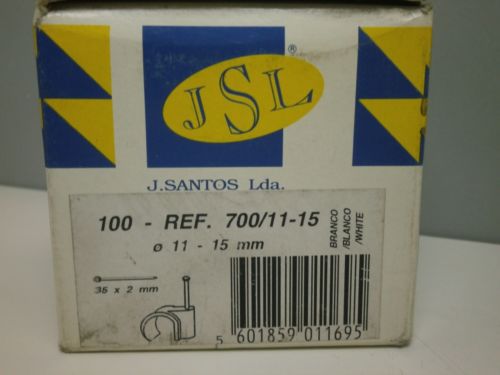 JSL
®
J.SANTOS Lda.
100 - REF. 700/11-15
ø 11 - 15 mm
BRANCO
/BLANCO
/WHITE
35 x 2 mm
5 601859 011695